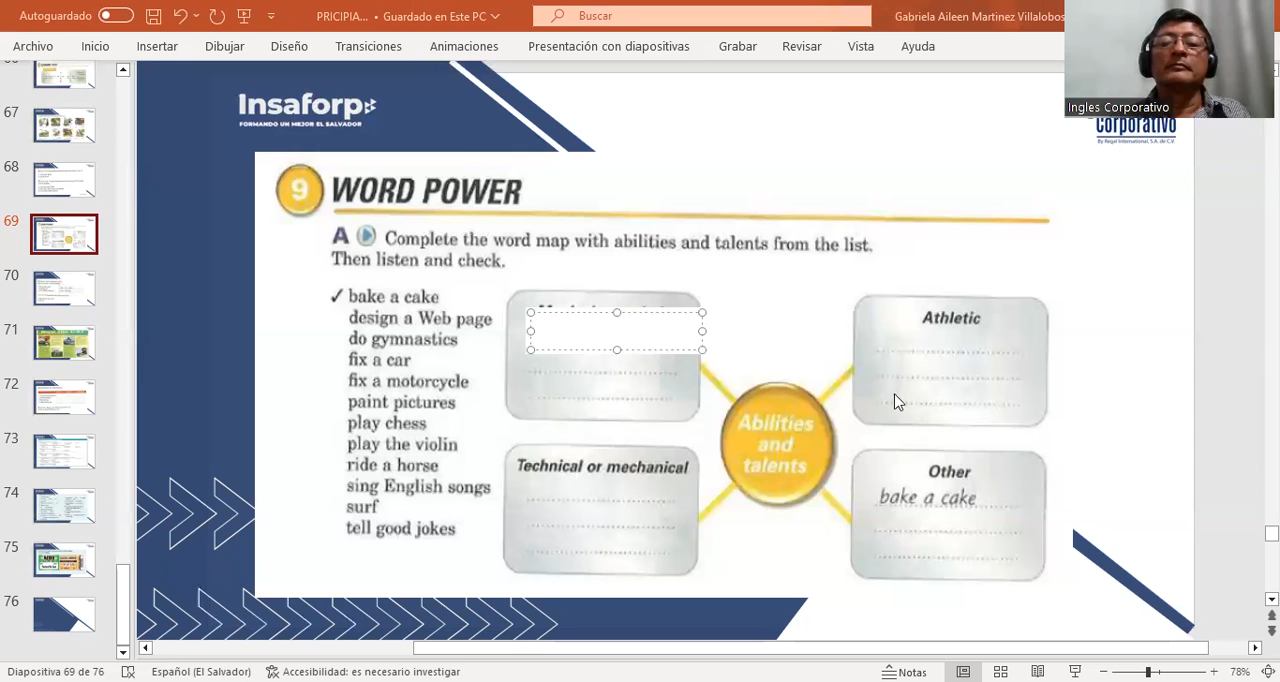 Autoguardado
PRICIPIA... • Guardado en Este PC
Buscar
Gabriela Aileen Martinez Villalobos
Archivo Inicio Insertar Dibujar Diseño Transiciones Animaciones Presentación con diapositivas Grabar Revisar Vista Ayuda
Ingles Corporativo
67
68
69
70
71
72
73
74
75
76
Insaforp
FORMANDO UN MEJOR EL SALVADOR
Corporativo
By Regal International, S.A. de C.V.
9 WORD POWER
A Complete the word map with abilities and talents from the list.
Then listen and check.
✓ bake a cake
design a Web page
do gymnastics
fix a car
fix a motorcycle
paint pictures
play chess
play the violin
ride a horse
sing English songs
surf
tell good jokes
Athletic
Abilities
and
talents
Technical or mechanical
Other
bake a cake
Diapositiva 69 de 76 Español (El Salvador) Accesibilidad: es necesario investigar Notas 78%